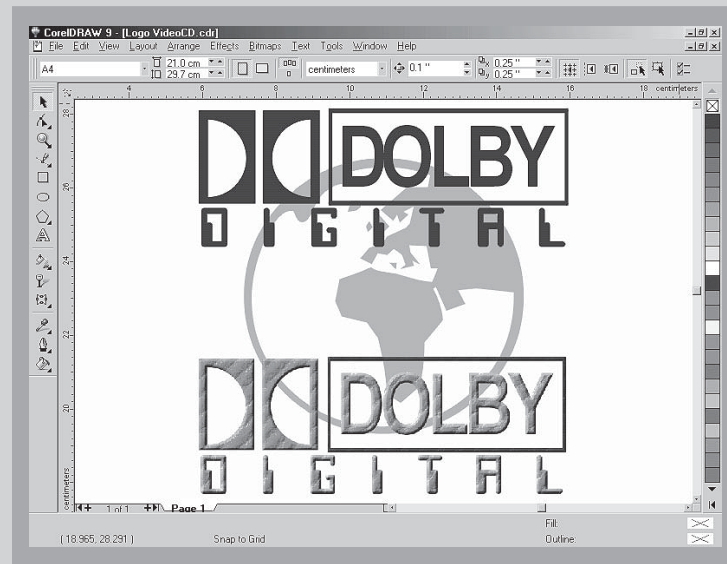 CorelDRAW 9 - [Logo VideoCD.cdr]
File Edit View Layout Arrange Effects Bitmaps Text Tools Window Help
A4 21.0 cm 29.7 cm centimeters 0.1 " 0.25 " 0.25 "
4 6 8 10 12 14 16 18 centimeters
28
26
24
22
20
centimeters
DOLBY
DIGITAL
DOLBY
DIGITAL
1 of 1 Page 1
Fill:
( 18.965, 28.291 ) Snap to Grid Outline: